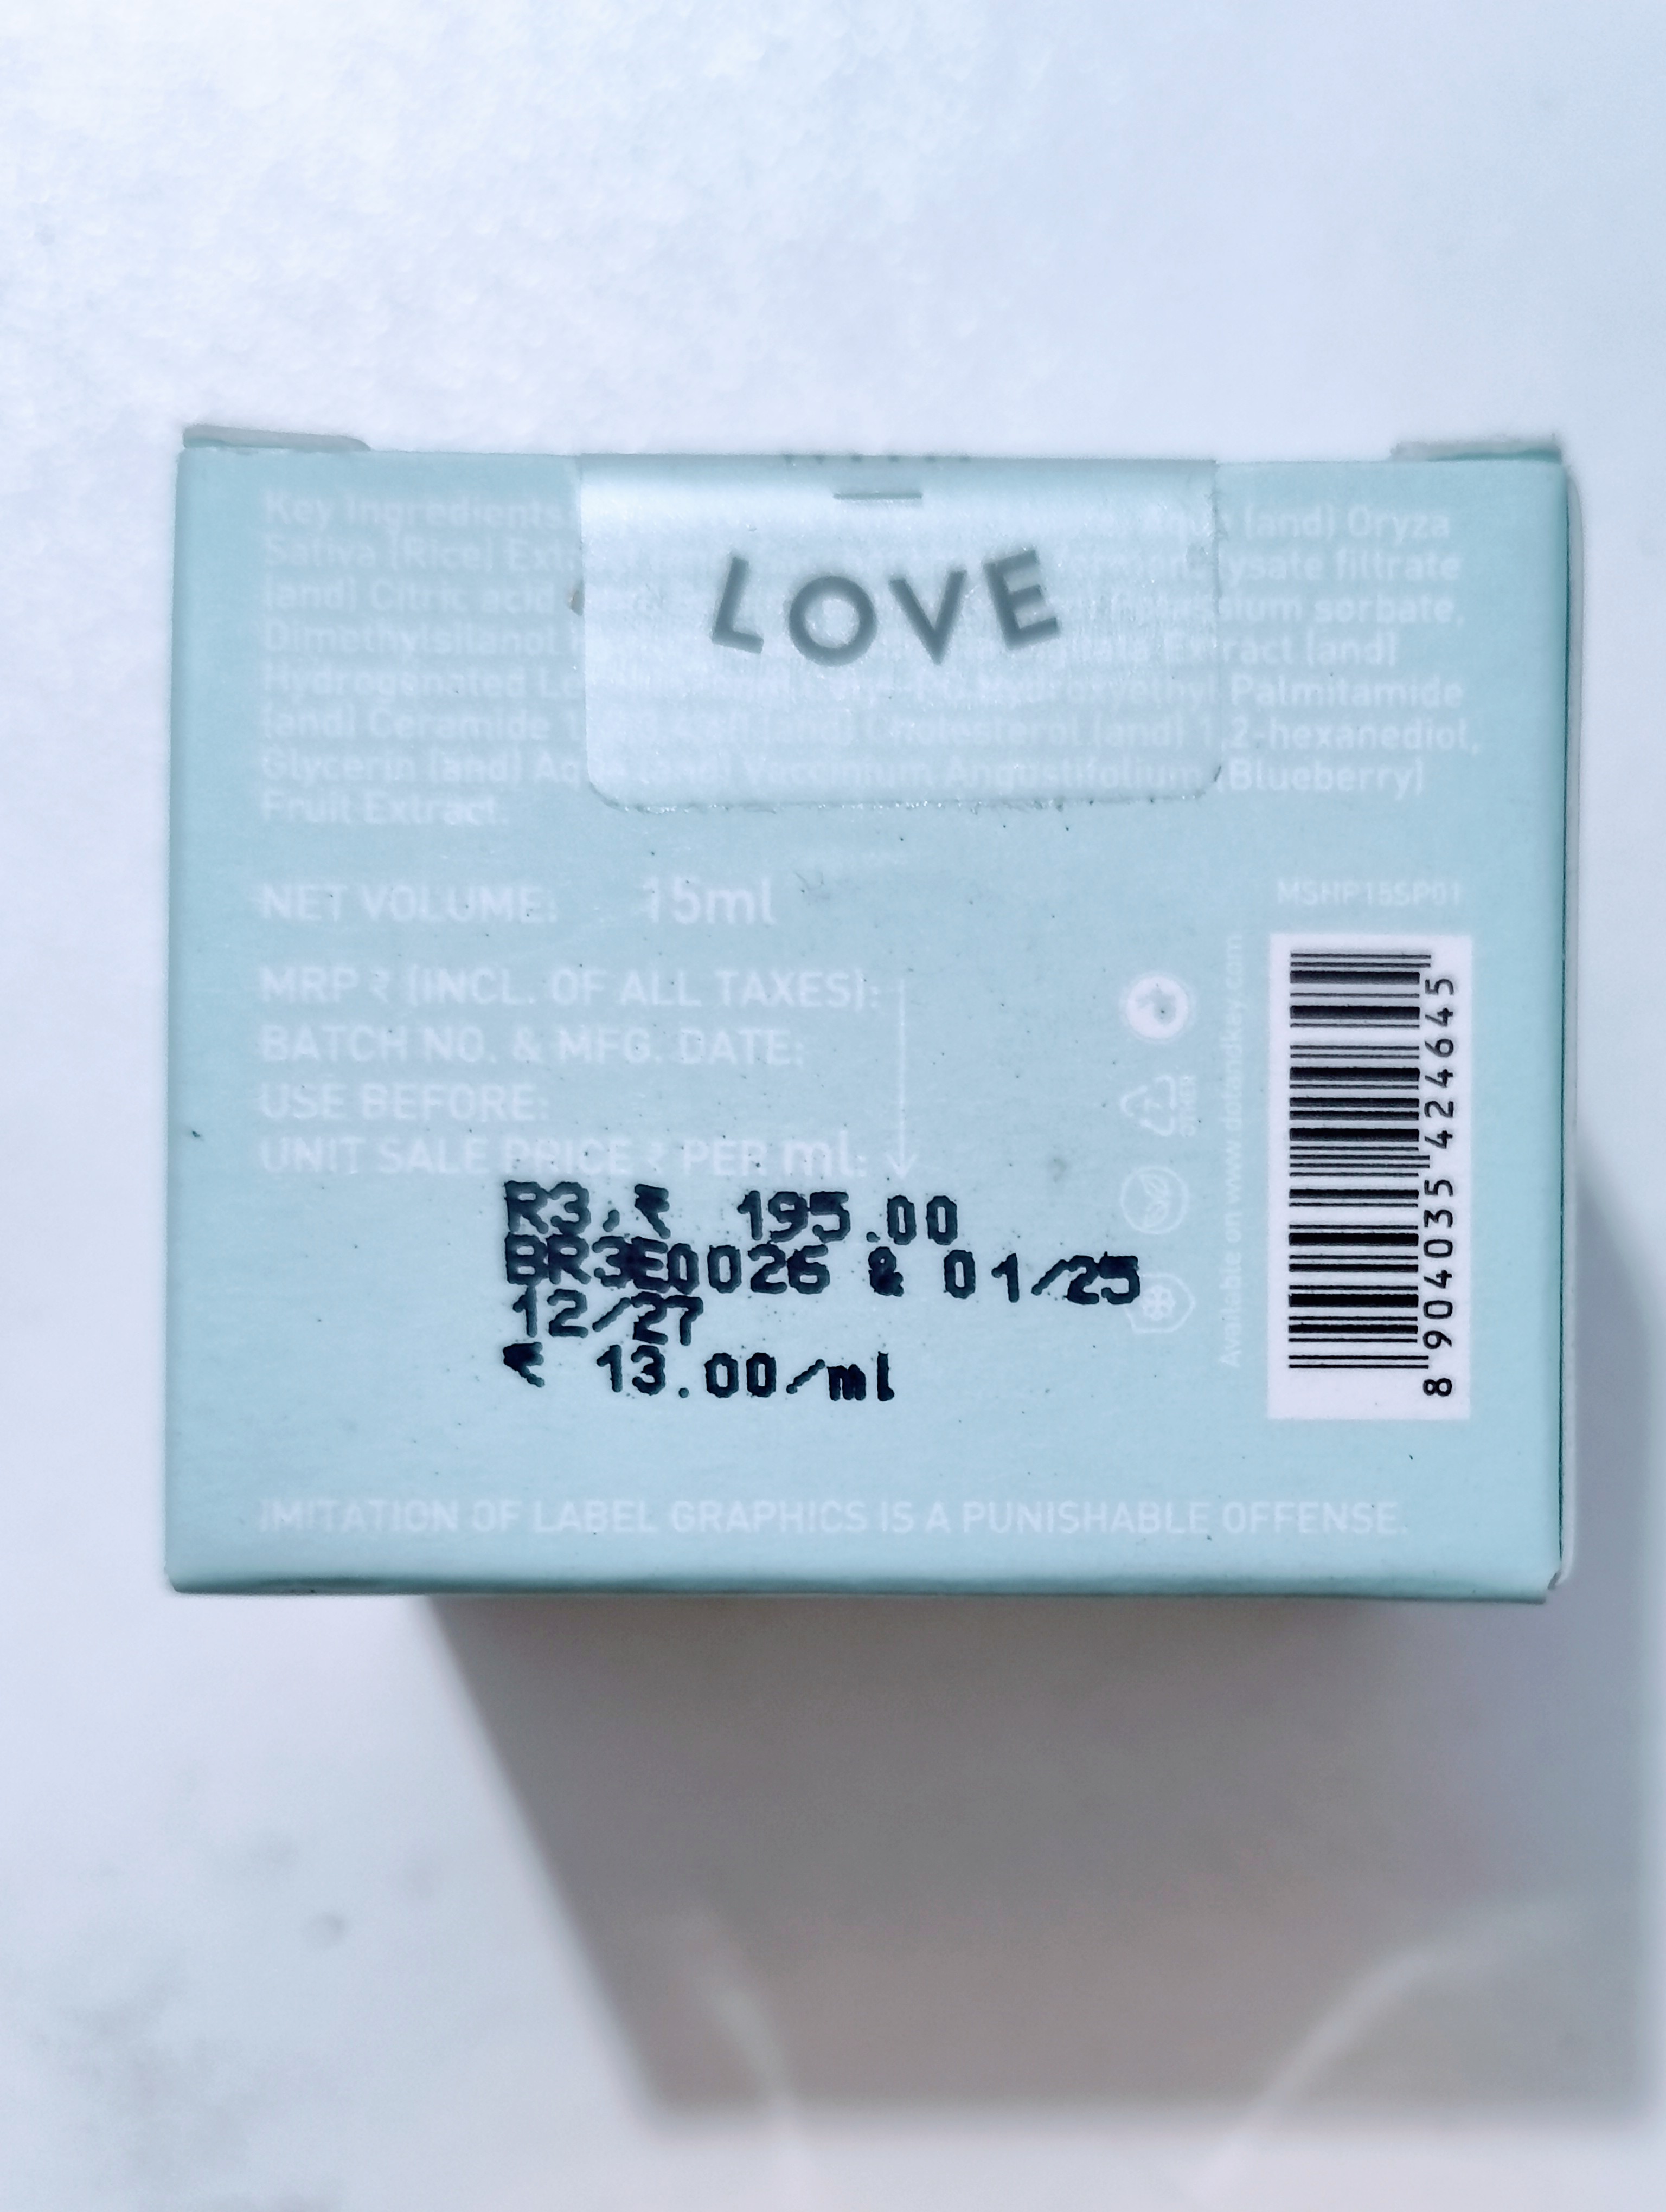 Key Ingredients
(and) Oryza
Sativa (Rice)
ysate filtrate
(and) Citric acid
sorbate,
Dimethylsilanol
Extract (and)
Hydrogenated
Hydroxyethyl Palmitamide
(and) Ceramide
(and) Cholesterol (and) 1,2-hexanediol,
Glycerin (and) Aqua (and) Vaccinium Angustifolium (Blueberry)
Fruit Extract.
LOVE
NET VOLUME: 15ml
MRP ₹ (INCL. OF ALL TAXES):
BATCH NO. & MFG. DATE:
USE BEFORE:
UNIT SALE PRICE ₹ PER ml:
R3,₹ 195.00
BR3E0026 & 01/25
12/27
₹ 13.00/ml
Available on www.dotandkey.com
MSHP15SP01
8 904035 424645
IMITATION OF LABEL GRAPHICS IS A PUNISHABLE OFFENSE.